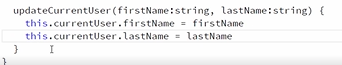 updateCurrentUser(firstName:string, lastName:string) {
this.currentUser.firstName = firstName
this.currentUser.lastName = lastName
}
}